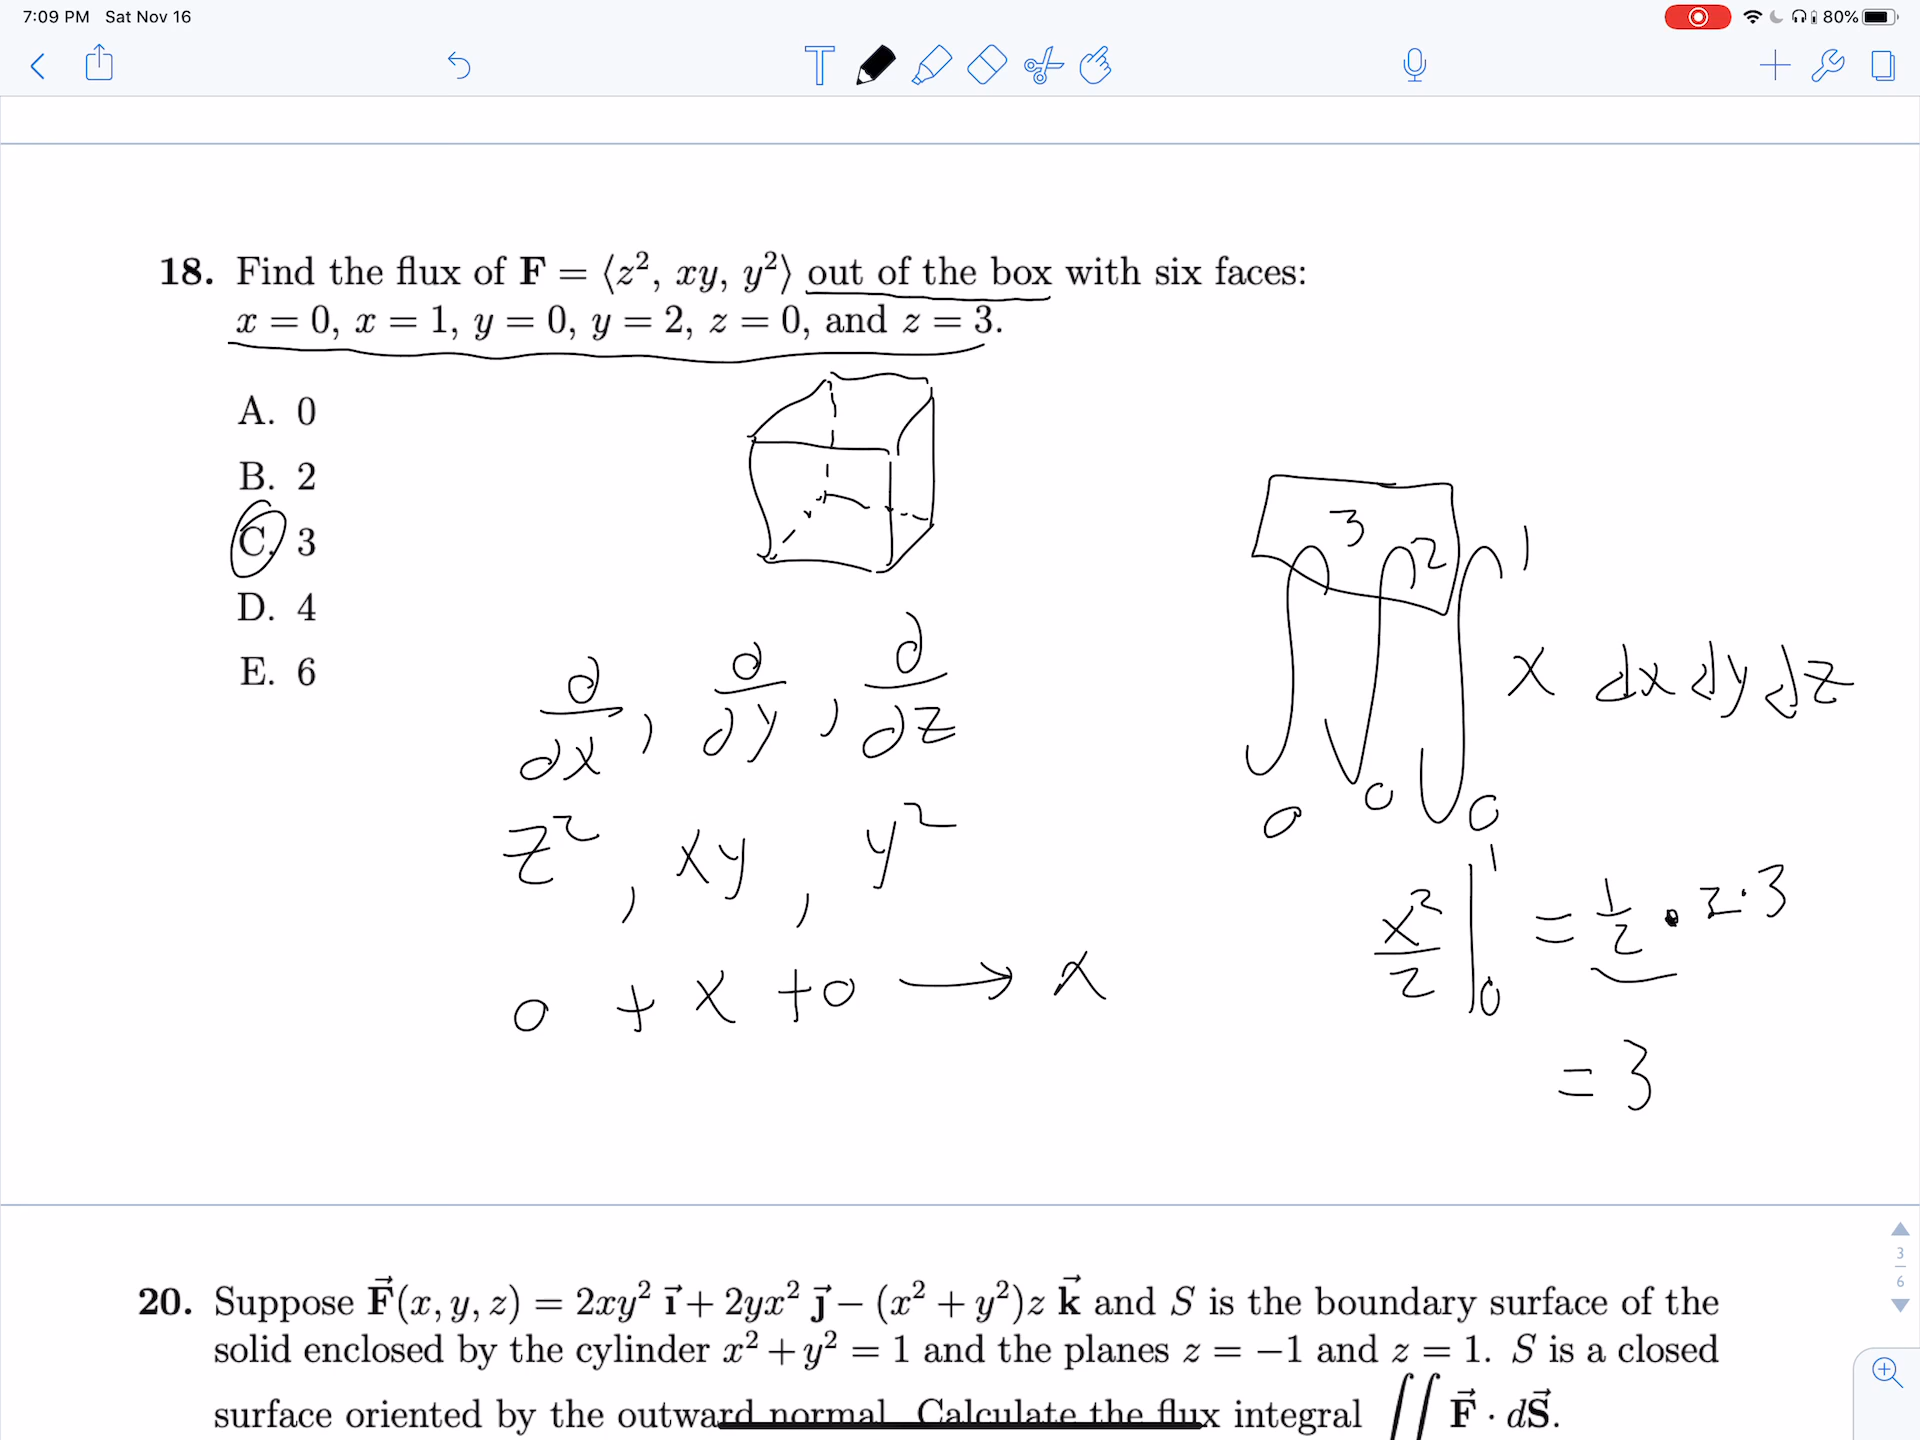 7:09 PM Sat Nov 16
80%
T
18. Find the flux of F = ⟨z², xy, y²⟩ out of the box with six faces:
x = 0, x = 1, y = 0, y = 2, z = 0, and z = 3.
A. 0
B. 2
C. 3
D. 4
E. 6
∂/∂x, ∂/∂y, ∂/∂z
z², xy, y²
0 + x + 0 → x
∫₀³ ∫₀² ∫₀¹ x dx dy dz
x²/2 |₀¹ = 1/2 · 2 · 3
= 3
3
6
20. Suppose F⃗(x, y, z) = 2xy² i⃗ + 2yx² j⃗ − (x² + y²)z k⃗ and S is the boundary surface of the
solid enclosed by the cylinder x² + y² = 1 and the planes z = −1 and z = 1. S is a closed
surface oriented by the outward normal. Calculate the flux integral ∬ F⃗ · dS⃗.